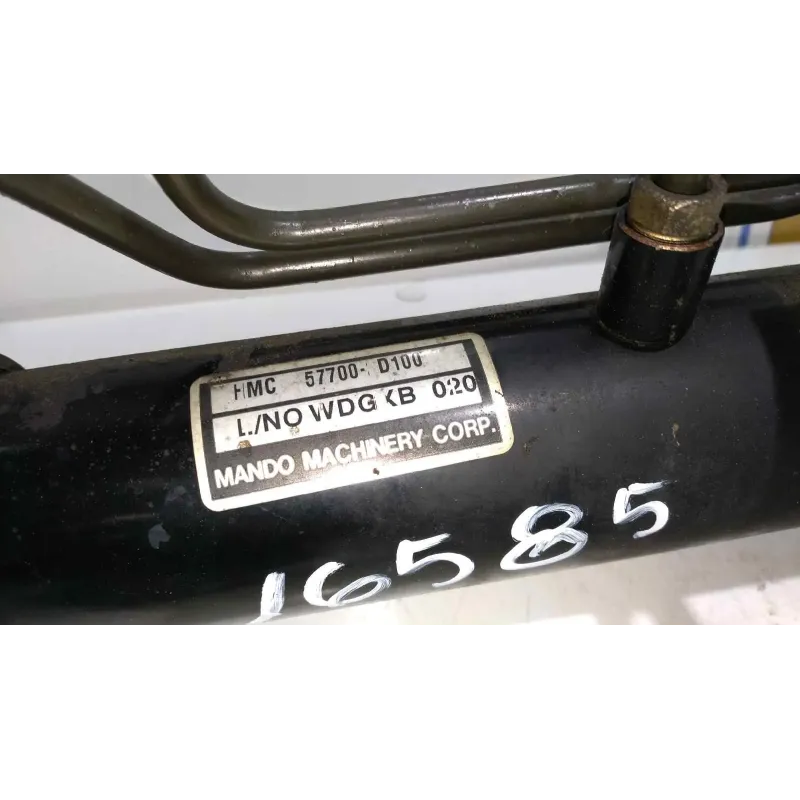 HMC 57700- D100
L/NO WDGKB 020
MANDO MACHINERY CORP.
16585